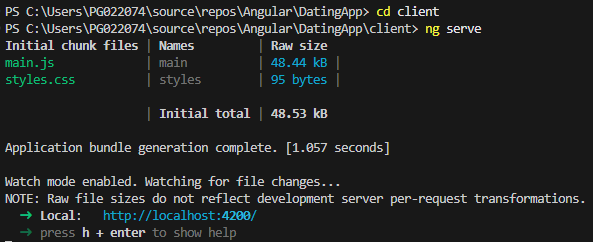 PS C:\Users\PG022074\source\repos\Angular\DatingApp> cd client
PS C:\Users\PG022074\source\repos\Angular\DatingApp\client> ng serve
Initial chunk files | Names | Raw size
main.js | main | 48.44 kB |
styles.css | styles | 95 bytes |
| Initial total | 48.53 kB
Application bundle generation complete. [1.057 seconds]
Watch mode enabled. Watching for file changes...
NOTE: Raw file sizes do not reflect development server per-request transformations.
➜ Local: http://localhost:4200/
➜ press h + enter to show help